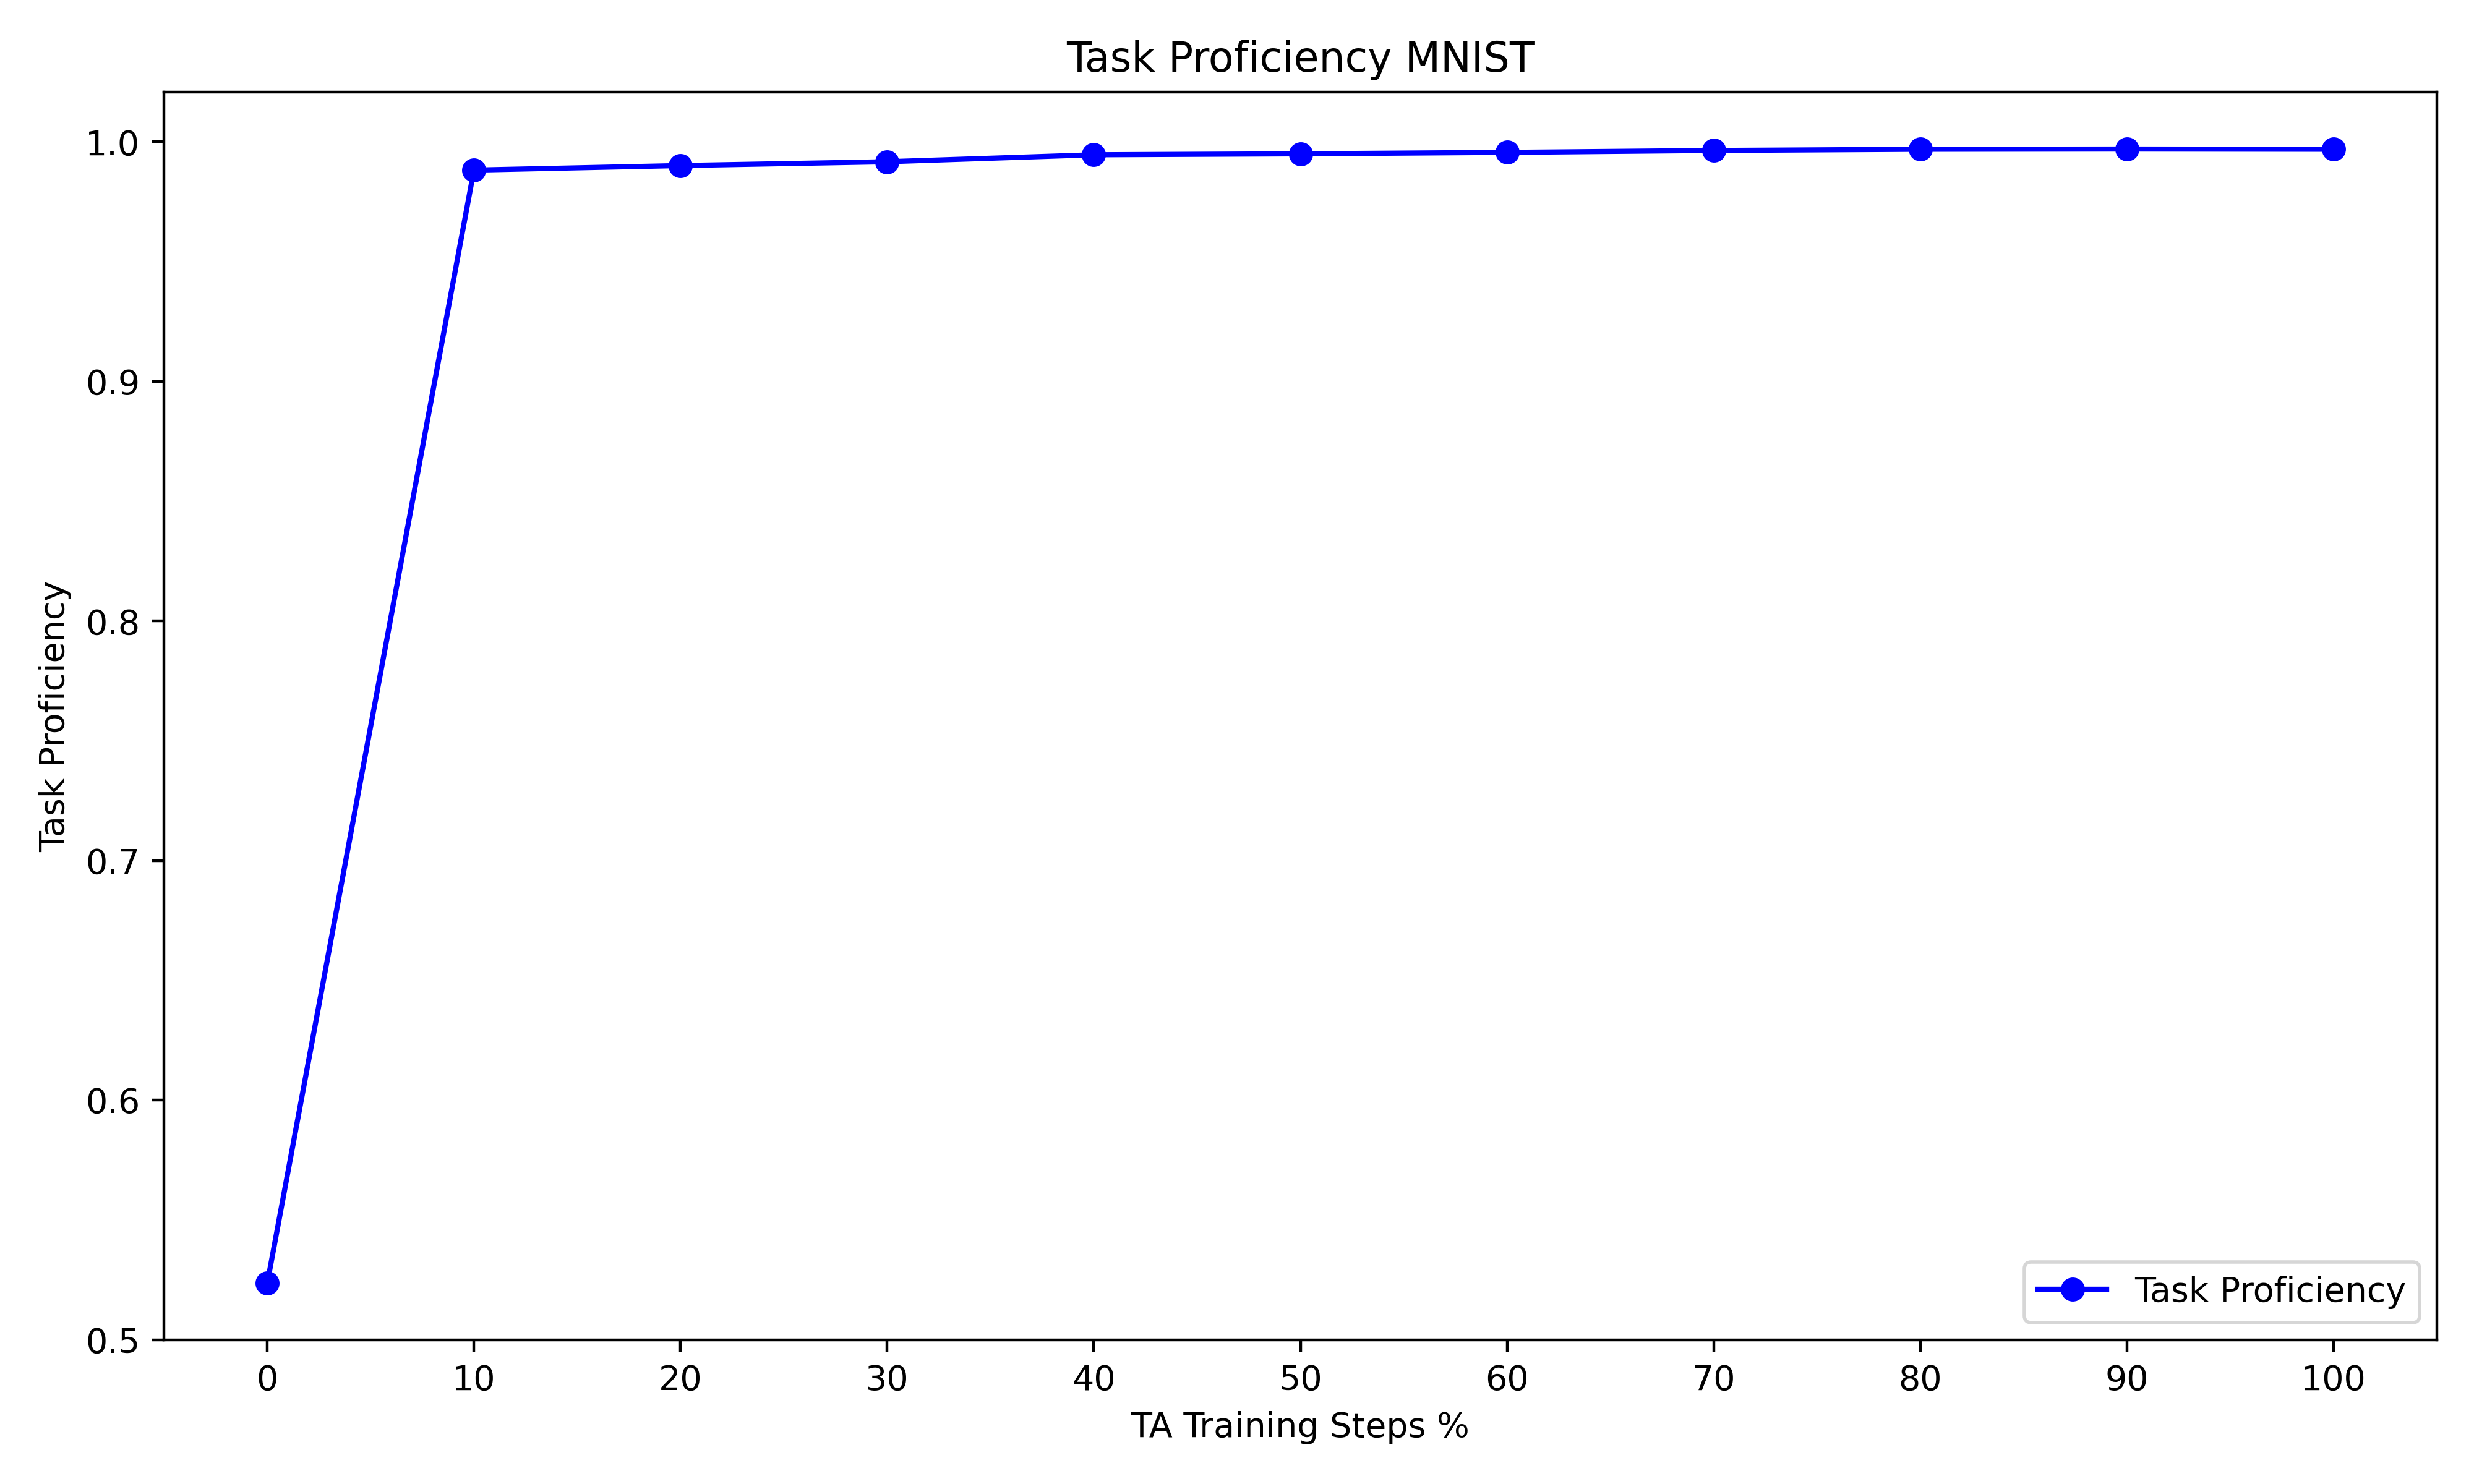 Task Proficiency MNIST
1.0
0.9
0.8
0.7
0.6
0.5
Task Proficiency
0 10 20 30 40 50 60 70 80 90 100
TA Training Steps %
Task Proficiency